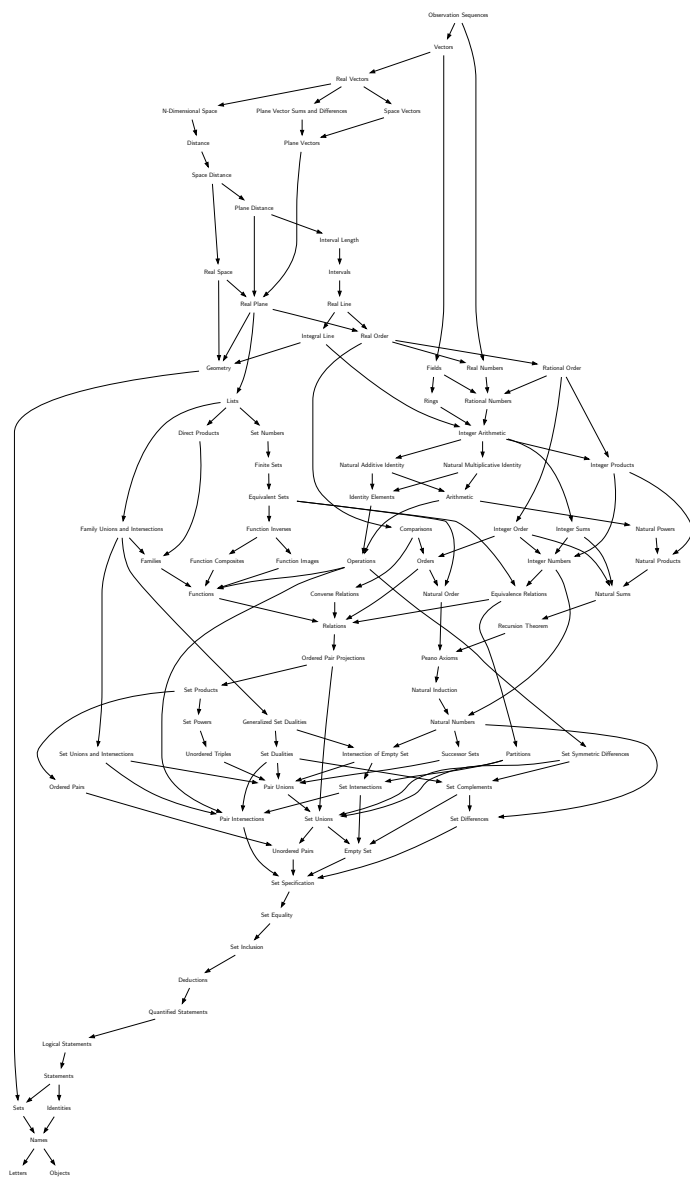 Observation Sequences
Vectors
Real Vectors
N-Dimensional Space
Plane Vector Sums and Differences
Space Vectors
Distance
Plane Vectors
Space Distance
Plane Distance
Interval Length
Real Space
Intervals
Real Plane
Real Line
Integral Line
Real Order
Geometry
Fields
Real Numbers
Rational Order
Lists
Rings
Rational Numbers
Direct Products
Set Numbers
Integer Arithmetic
Finite Sets
Natural Additive Identity
Natural Multiplicative Identity
Integer Products
Equivalent Sets
Identity Elements
Arithmetic
Family Unions and Intersections
Function Inverses
Comparisons
Integer Order
Integer Sums
Natural Powers
Families
Function Composites
Function Images
Operations
Orders
Integer Numbers
Natural Products
Functions
Converse Relations
Natural Order
Equivalence Relations
Natural Sums
Relations
Recursion Theorem
Ordered Pair Projections
Peano Axioms
Set Products
Natural Induction
Set Powers
Generalized Set Dualities
Natural Numbers
Set Unions and Intersections
Unordered Triples
Set Dualities
Intersection of Empty Set
Successor Sets
Partitions
Set Symmetric Differences
Ordered Pairs
Pair Unions
Set Intersections
Set Complements
Pair Intersections
Set Unions
Set Differences
Unordered Pairs
Empty Set
Set Specification
Set Equality
Set Inclusion
Deductions
Quantified Statements
Logical Statements
Statements
Sets
Identities
Names
Letters
Objects